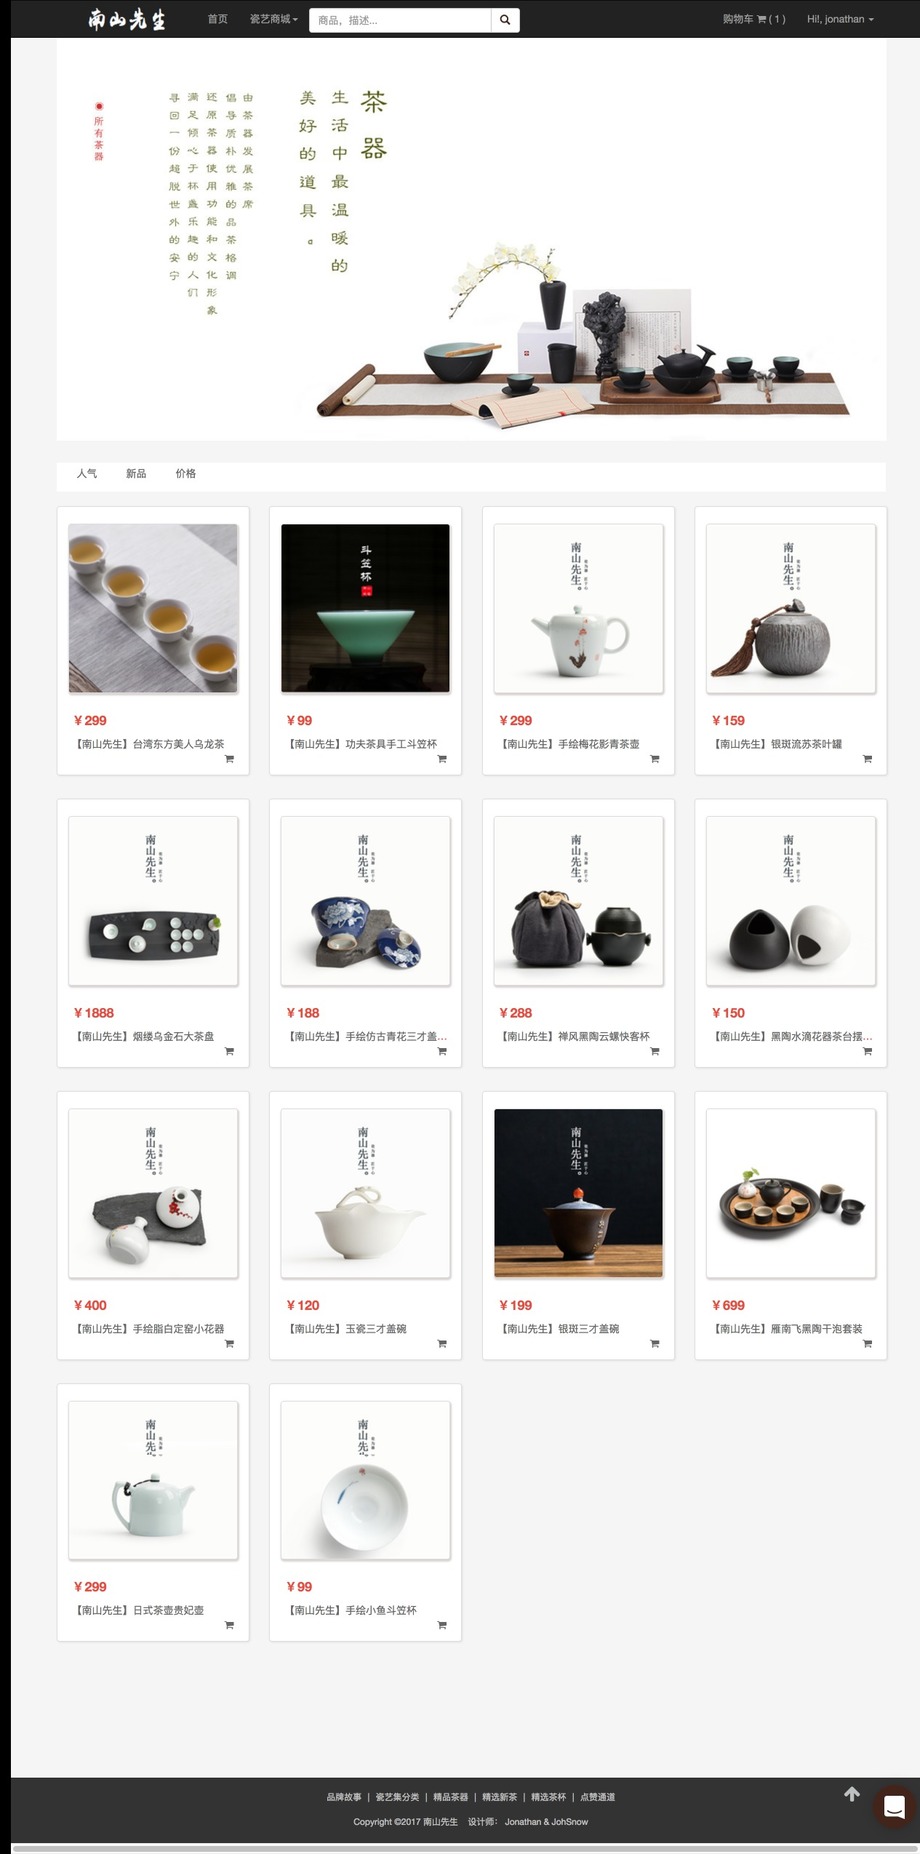 南山先生
首页
瓷艺商城
商品，描述...
购物车 ( 1 )
Hi!, jonathan
茶器
生活中最温暖的
美好的道具。
由茶器发展茶席
倡导质朴优雅的品茶格调
还原茶器使用功能和文化形象
满足倾心于杯盏乐趣的人们
寻回一份超脱世外的安宁
所有茶器
人气
新品
价格
¥ 299
【南山先生】台湾东方美人乌龙茶
斗笠杯
¥ 99
【南山先生】功夫茶具手工斗笠杯
南山先生
¥ 299
【南山先生】手绘梅花影青茶壶
南山先生
¥ 159
【南山先生】银斑流苏茶叶罐
南山先生
¥ 1888
【南山先生】烟缕乌金石大茶盘
南山先生
¥ 188
【南山先生】手绘仿古青花三才盖...
南山先生
¥ 288
【南山先生】禅风黑陶云螺快客杯
南山先生
¥ 150
【南山先生】黑陶水滴花器茶台摆...
南山先生
¥ 400
【南山先生】手绘脂白定窑小花器
南山先生
¥ 120
【南山先生】玉瓷三才盖碗
南山先生
¥ 199
【南山先生】银斑三才盖碗
¥ 699
【南山先生】雁南飞黑陶干泡套装
南山先
¥ 299
【南山先生】日式茶壶贵妃壶
南山先
¥ 99
【南山先生】手绘小鱼斗笠杯
品牌故事 | 瓷艺集分类 | 精品茶器 | 精选新茶 | 精选茶杯 | 点赞通道
Copyright ©2017 南山先生 设计师： Jonathan & JohSnow